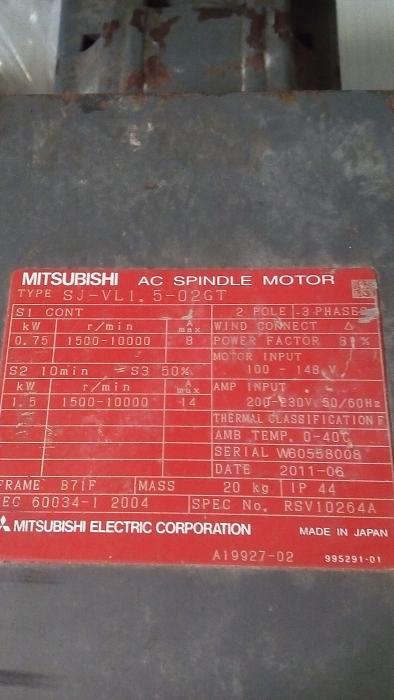 MITSUBISHI AC SPINDLE MOTOR
TYPE SJ-VL1.5-02GT
S1 CONT
kW r/min A max
0.75 1500-10000 8
S2 10min S3 50%
kW r/min A max
1.5 1500-10000 14
2 POLE 3 PHASES
WIND CONNECT △
POWER FACTOR 81%
MOTOR INPUT
100 - 148 V
AMP INPUT
200-230V 50/60Hz
THERMAL CLASSIFICATION F
AMB TEMP. 0-40C
SERIAL W60558008
DATE 2011-06
FRAME B71F MASS 20 kg IP 44
EC 60034-1 2004 SPEC No. RSV10264A
MITSUBISHI ELECTRIC CORPORATION MADE IN JAPAN
A19927-02 995291-01